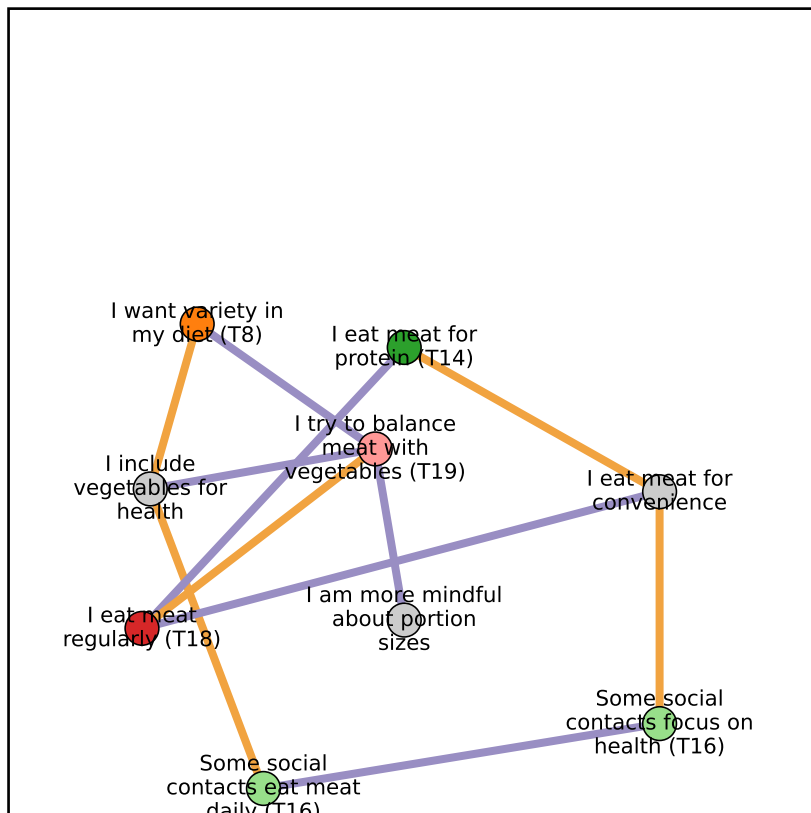 I want variety in
my diet (T8)
I eat meat for
protein (T14)
I try to balance
meat with
vegetables (T19)
I include
vegetables for
health
I eat meat for
convenience
I am more mindful
about portion
sizes
I eat meat
regularly (T18)
Some social
contacts focus on
health (T16)
Some social
contacts eat meat
daily (T16)